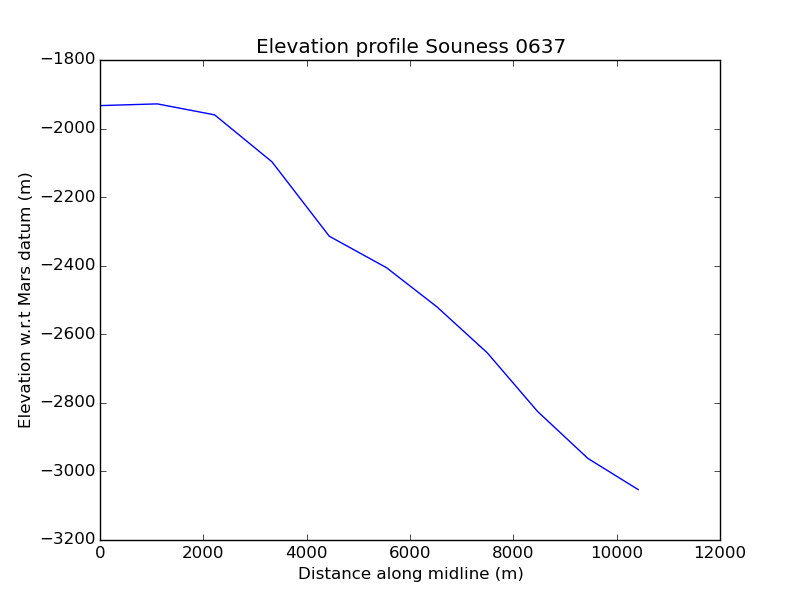 Elevation profile Souness 0637
−1800
−2000
−2200
−2400
−2600
−2800
−3000
−3200
Elevation w.r.t Mars datum (m)
0 2000 4000 6000 8000 10000 12000
Distance along midline (m)